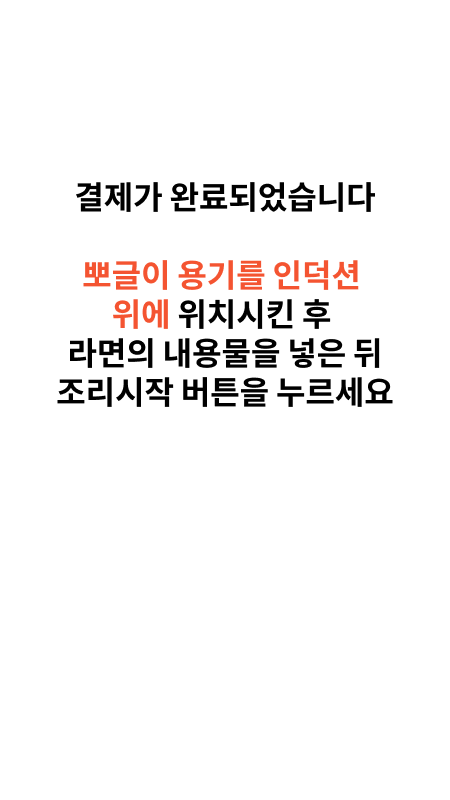 결제가 완료되었습니다
뽀글이 용기를 인덕션
위에 위치시킨 후
라면의 내용물을 넣은 뒤
조리시작 버튼을 누르세요